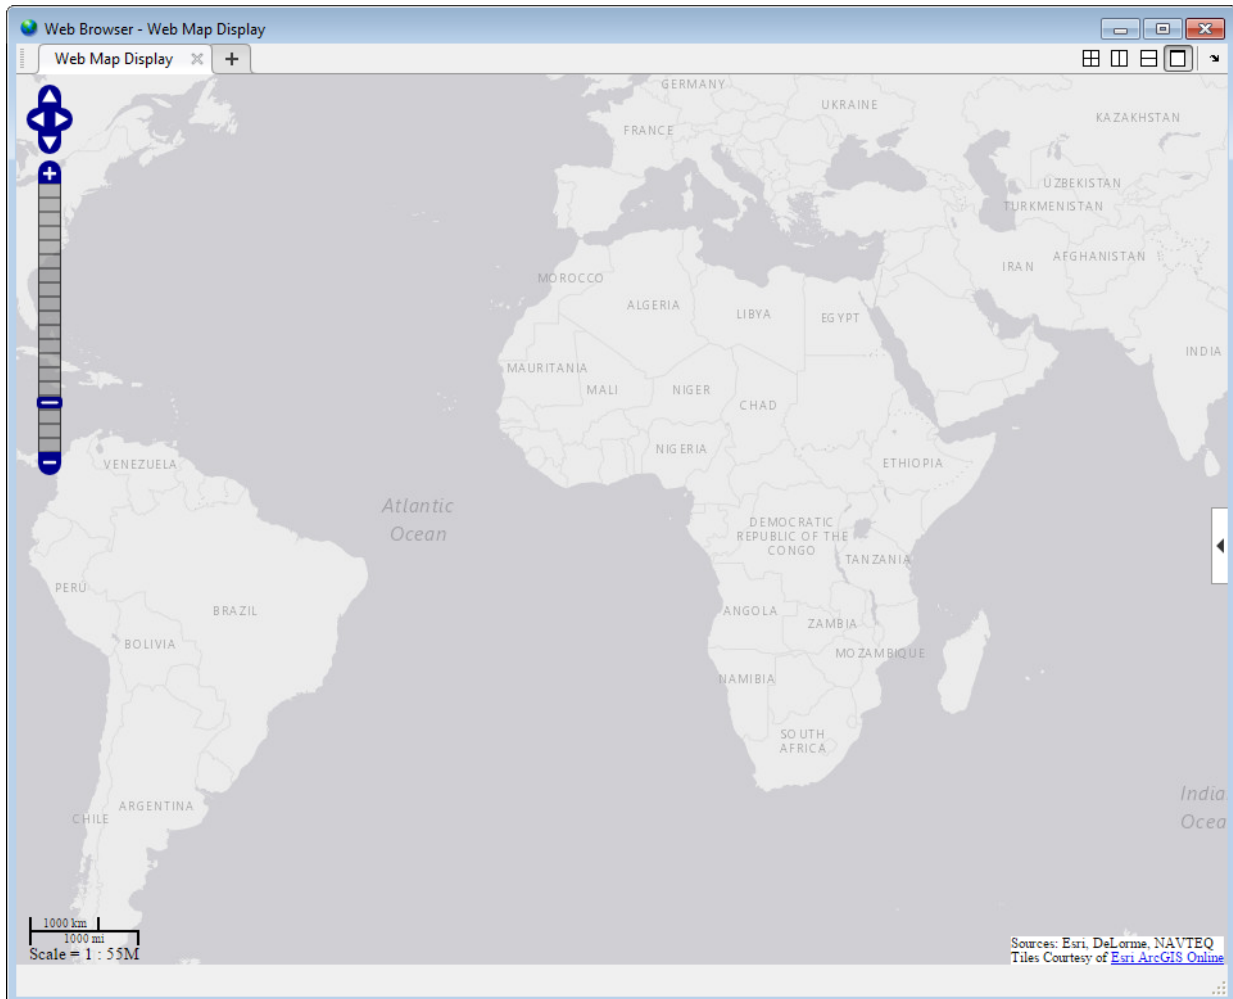 Web Browser - Web Map Display
Web Map Display
GERMANY
UKRAINE
KAZAKHSTAN
FRANCE
UZBEKISTAN
TURKMENISTAN
AFGHANISTAN
IRAN
MOROCCO
ALGERIA
LIBYA
EGYPT
INDIA
MAURITANIA
MALI
NIGER
CHAD
NIGERIA
ETHIOPIA
VENEZUELA
Atlantic
Ocean
DEMOCRATIC
REPUBLIC OF THE
CONGO
TANZANIA
PERÚ
BRAZIL
ANGOLA
ZAMBIA
BOLIVIA
MOZAMBIQUE
NAMIBIA
SOUTH
AFRICA
India
Ocea
ARGENTINA
CHILE
1000 km
1000 mi
Scale = 1 : 55M
Sources: Esri, DeLorme, NAVTEQ
Tiles Courtesy of Esri ArcGIS Online